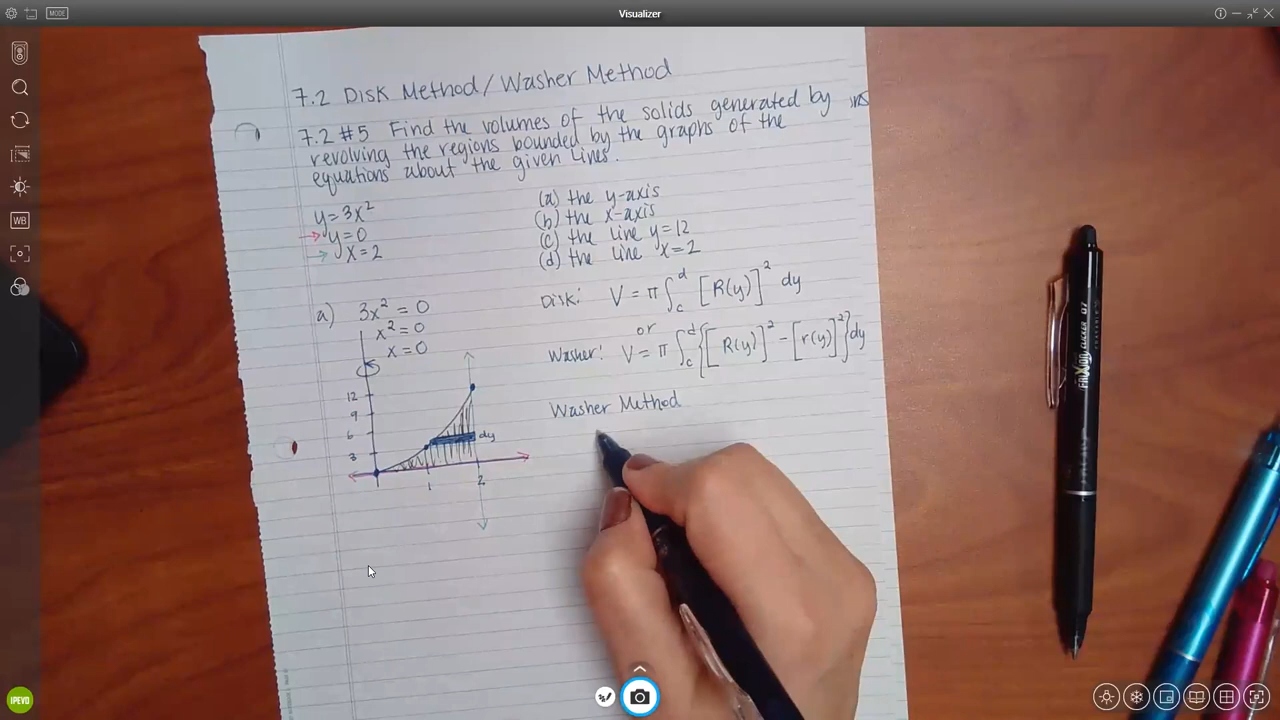 MODE
Visualizer
7.2 Disk Method/Washer Method
7.2 #5 Find the volumes of the solids generated by
revolving the regions bounded by the graphs of the
equations about the given lines.
y=3x²
y=0
x=2
(a) the y-axis
(b) the x-axis
(c) the line y=12
(d) the line x=2
a) 3x² = 0
x² = 0
x = 0
Disk: V = π ∫_c^d [R(y)]² dy
or
Washer: V = π ∫_c^d {[R(y)]² - [r(y)]²} dy
Washer Method
12
9
6
3
dy
1
2
WB
FRIXION CLICKER 07
IPEVO